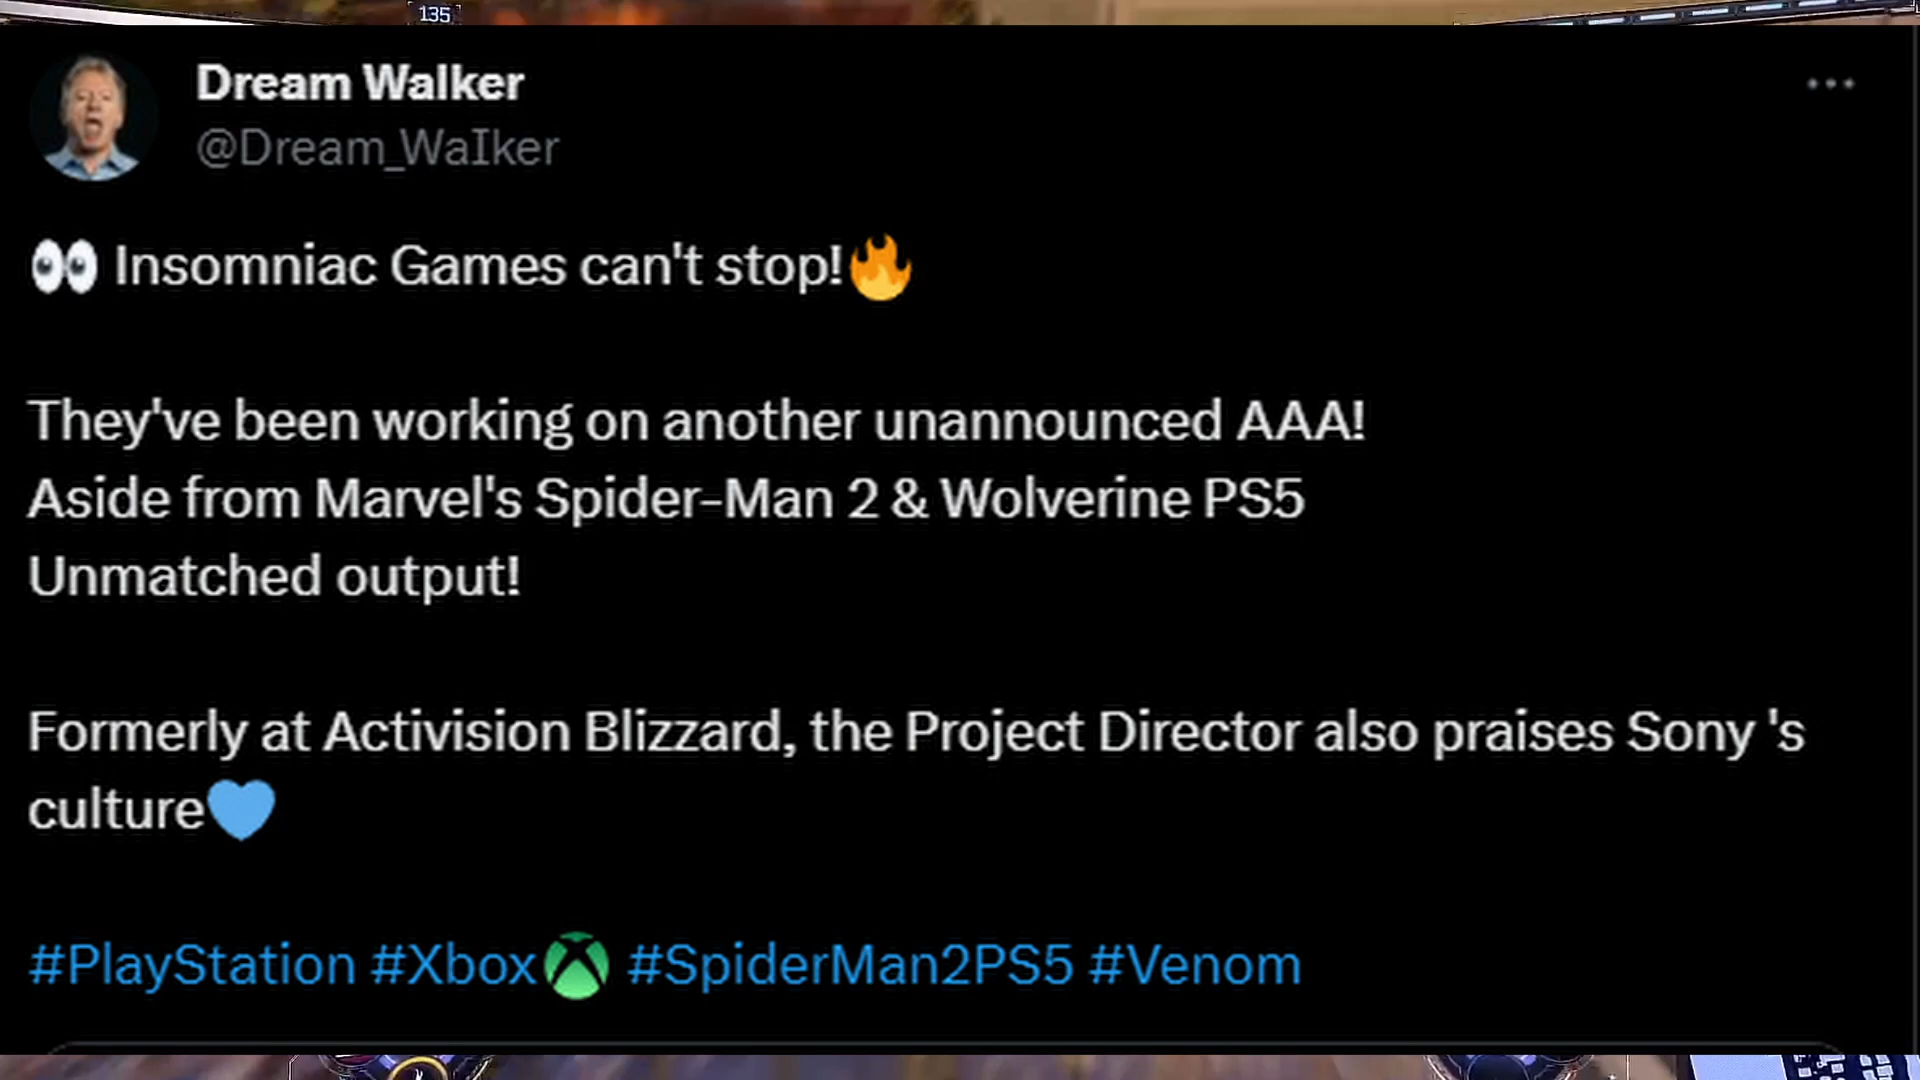 135
Dream Walker
@Dream_WaIker
👀 Insomniac Games can't stop!🔥
They've been working on another unannounced AAA!
Aside from Marvel's Spider-Man 2 & Wolverine PS5
Unmatched output!
Formerly at Activision Blizzard, the Project Director also praises Sony 's
culture💙
#PlayStation #Xbox #SpiderMan2PS5 #Venom